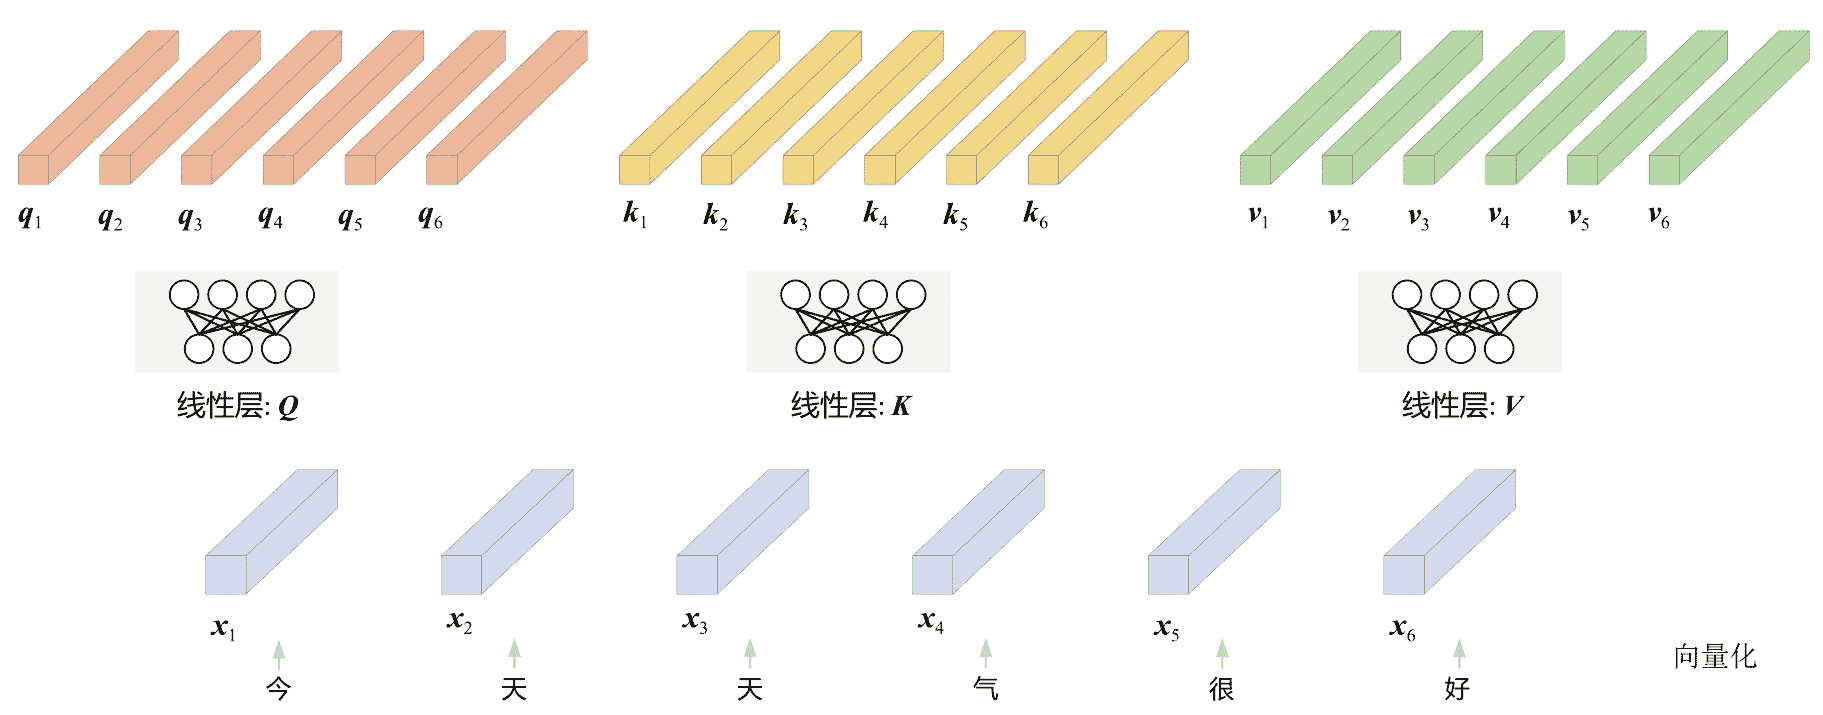 q1 q2 q3 q4 q5 q6 k1 k2 k3 k4 k5 k6 v1 v2 v3 v4 v5 v6
线性层: Q 线性层: K 线性层: V
x1 x2 x3 x4 x5 x6
今 天 天 气 很 好 向量化